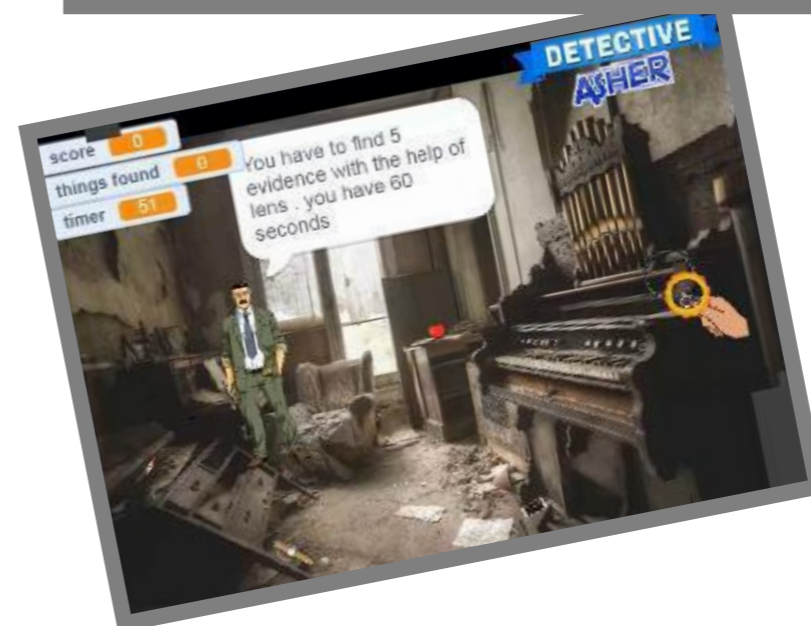 DETECTIVE
ASHER
score 0
things found 0
timer 51
You have to find 5
evidence with the help of
lens . you have 60
seconds